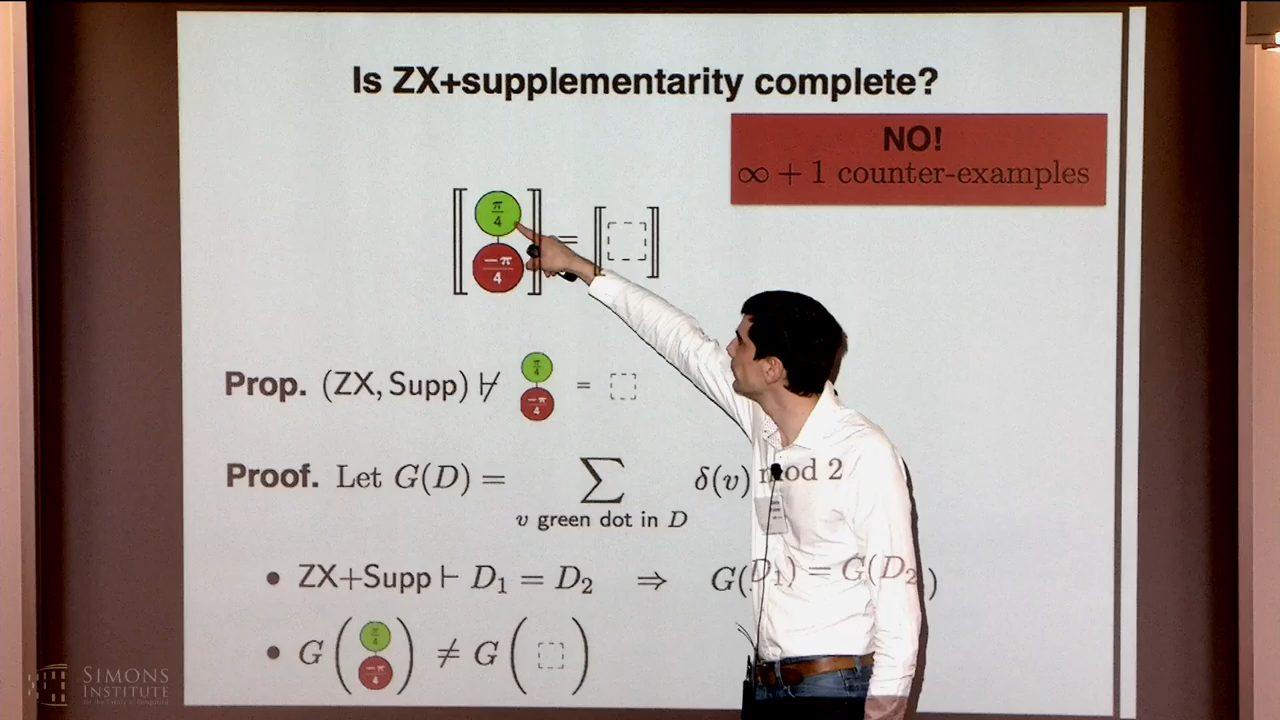 Is ZX+supplementarity complete?
NO!
∞ + 1 counter-examples
π/4
=
−π/4
Prop. (ZX, Supp) ⊬ π/4 −π/4 =
Proof. Let G(D) = ∑ δ(v) mod 2
v green dot in D
• ZX+Supp ⊢ D₁ = D₂ ⇒ G(D₁) = G(D₂)
• G( π/4 −π/4 ) ≠ G( )
SIMONS
INSTITUTE